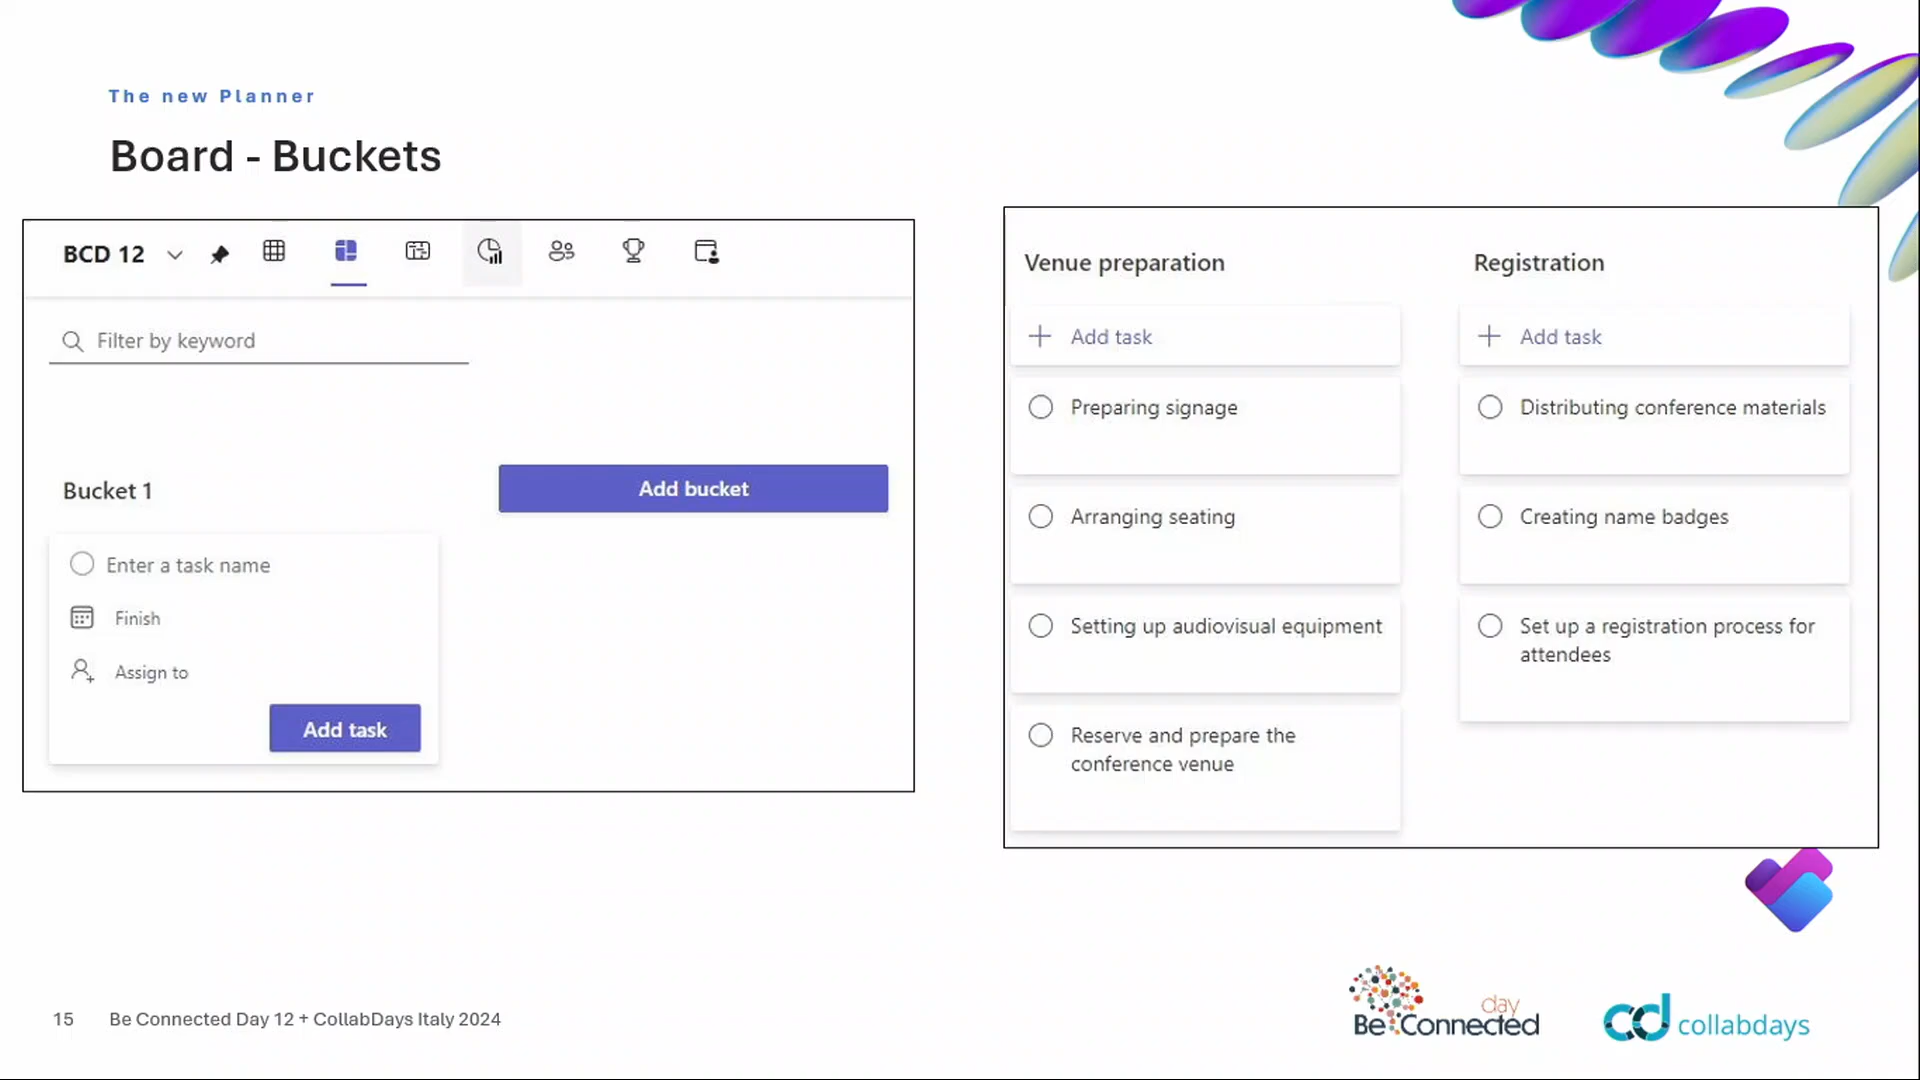 The new Planner
Board - Buckets
BCD 12
Filter by keyword
Bucket 1
Add bucket
Enter a task name
Finish
Assign to
Add task
Venue preparation
Add task
Preparing signage
Arranging seating
Setting up audiovisual equipment
Reserve and prepare the
conference venue
Registration
Add task
Distributing conference materials
Creating name badges
Set up a registration process for
attendees
15
Be Connected Day 12 + CollabDays Italy 2024
day
Be Connected
cd collabdays